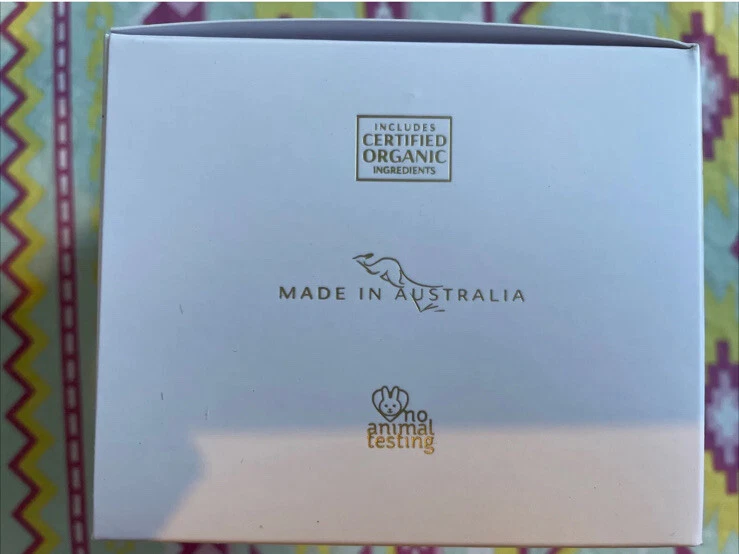 INCLUDES
CERTIFIED
ORGANIC
INGREDIENTS
MADE IN AUSTRALIA
no
animal
testing